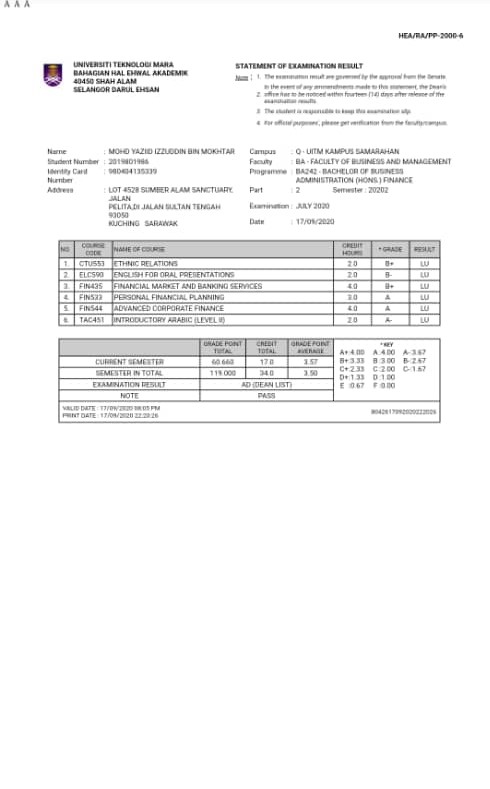 A A A
HEA/RA/PP-2000-6
UNIVERSITI TEKNOLOGI MARA
BAHAGIAN HAL EHWAL AKADEMIK
40450 SHAH ALAM
SELANGOR DARUL EHSAN
STATEMENT OF EXAMINATION RESULT
Note : 1. The examination result are governed by the approval from the Senate.
In the event of any ammendments made to this statement, the Dean's
2. office has to be noticed within fourteen (14) days after release of the
examination results.
3. The student is responsible to keep this examination slip.
4. For official purposes, please get verification from the faculty/campus.
Name : MOHD YAZIID IZZUDDIN BIN MOKHTAR
Student Number : 2019801986
Identity Card : 980404135339
Number
Address : LOT 4528 SUMBER ALAM SANCTUARY,
JALAN
PELITA,DI JALAN SULTAN TENGAH
93050
KUCHING SARAWAK
Campus : Q - UITM KAMPUS SAMARAHAN
Faculty : BA - FACULTY OF BUSINESS AND MANAGEMENT
Programme : BA242 - BACHELOR OF BUSINESS
ADMINISTRATION (HONS.) FINANCE
Part : 2 Semester : 20202
Examination : JULY 2020
Date : 17/09/2020
NO. COURSE CODE NAME OF COURSE CREDIT HOURS * GRADE RESULT
1. CTU553 ETHNIC RELATIONS 2.0 B+ LU
2. ELC590 ENGLISH FOR ORAL PRESENTATIONS 2.0 B- LU
3. FIN435 FINANCIAL MARKET AND BANKING SERVICES 4.0 B+ LU
4. FIN533 PERSONAL FINANCIAL PLANNING 3.0 A LU
5. FIN544 ADVANCED CORPORATE FINANCE 4.0 A LU
6. TAC451 INTRODUCTORY ARABIC (LEVEL II) 2.0 A- LU
GRADE POINT TOTAL CREDIT TOTAL GRADE POINT AVERAGE
CURRENT SEMESTER 60.660 17.0 3.57
SEMESTER IN TOTAL 119.000 34.0 3.50
EXAMINATION RESULT AD (DEAN LIST)
NOTE PASS
*KEY
A+:4.00 A :4.00 A-:3.67
B+:3.33 B :3.00 B-:2.67
C+:2.33 C :2.00 C-:1.67
D+:1.33 D :1.00
E :0.67 F :0.00
VALID DATE : 17/09/2020 08:05 PM
PRINT DATE : 17/09/2020 22:20:26